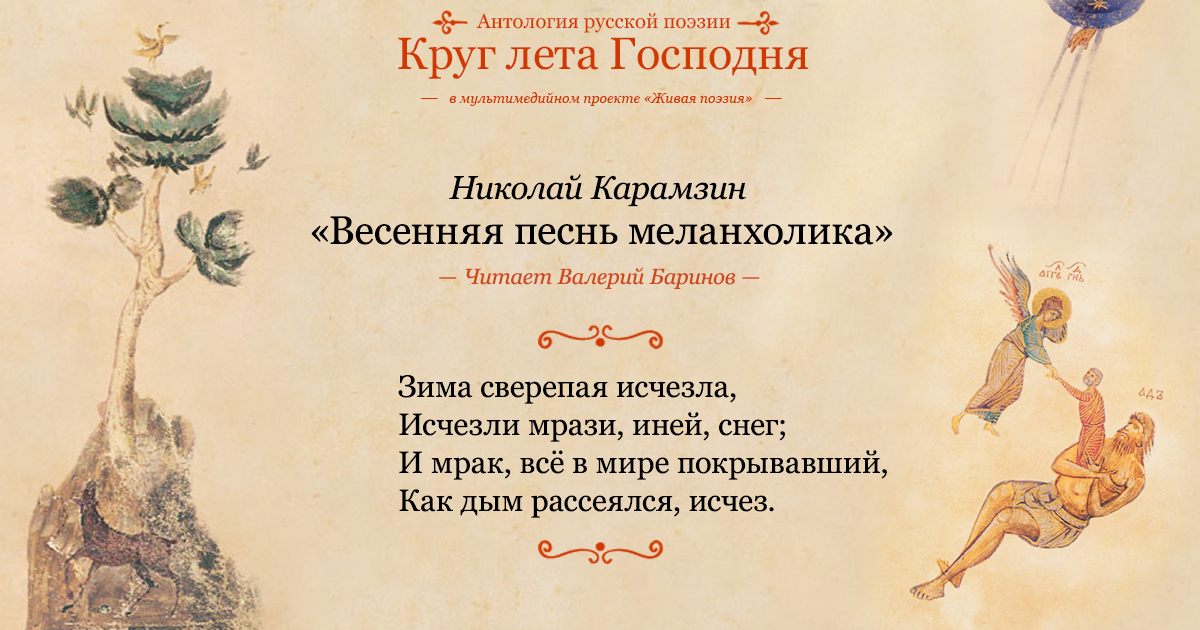 Антология русской поэзии
Круг лета Господня
— в мультимедийном проекте «Живая поэзия» —
Николай Карамзин
«Весенняя песнь меланхолика»
— Читает Валерий Баринов —
Зима сверепая исчезла,
Исчезли мрази, иней, снег;
И мрак, всё в мире покрывавший,
Как дым рассеялся, исчез.
АДЪ